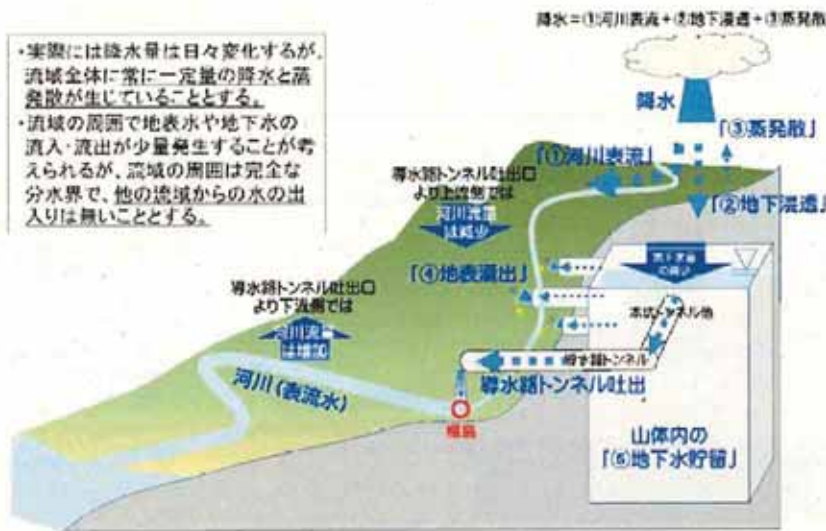 降水=①河川表流+②地下浸透+③蒸発散
・実際には降水量は日々変化するが、
流域全体に常に一定量の降水と蒸
発散が生じていることとする。
・流域の周囲で地表水や地下水の
流入・流出が少量発生することが考
えられるが、流域の周囲は完全な
分水界で、他の流域からの水の出
入りは無いこととする。
降水
「③蒸発散」
「①河川表流」
「②地下浸透」
導水路トンネル吐出口
より上流側では
河川流量
は減少
「④地表湧出」
導水路トンネル吐出口
より下流側では
河川流量
は増加
本坑トンネル他
導水路トンネル
導水路トンネル吐出
河川(表流水)
椹島
山体内の
「⑤地下水貯留」